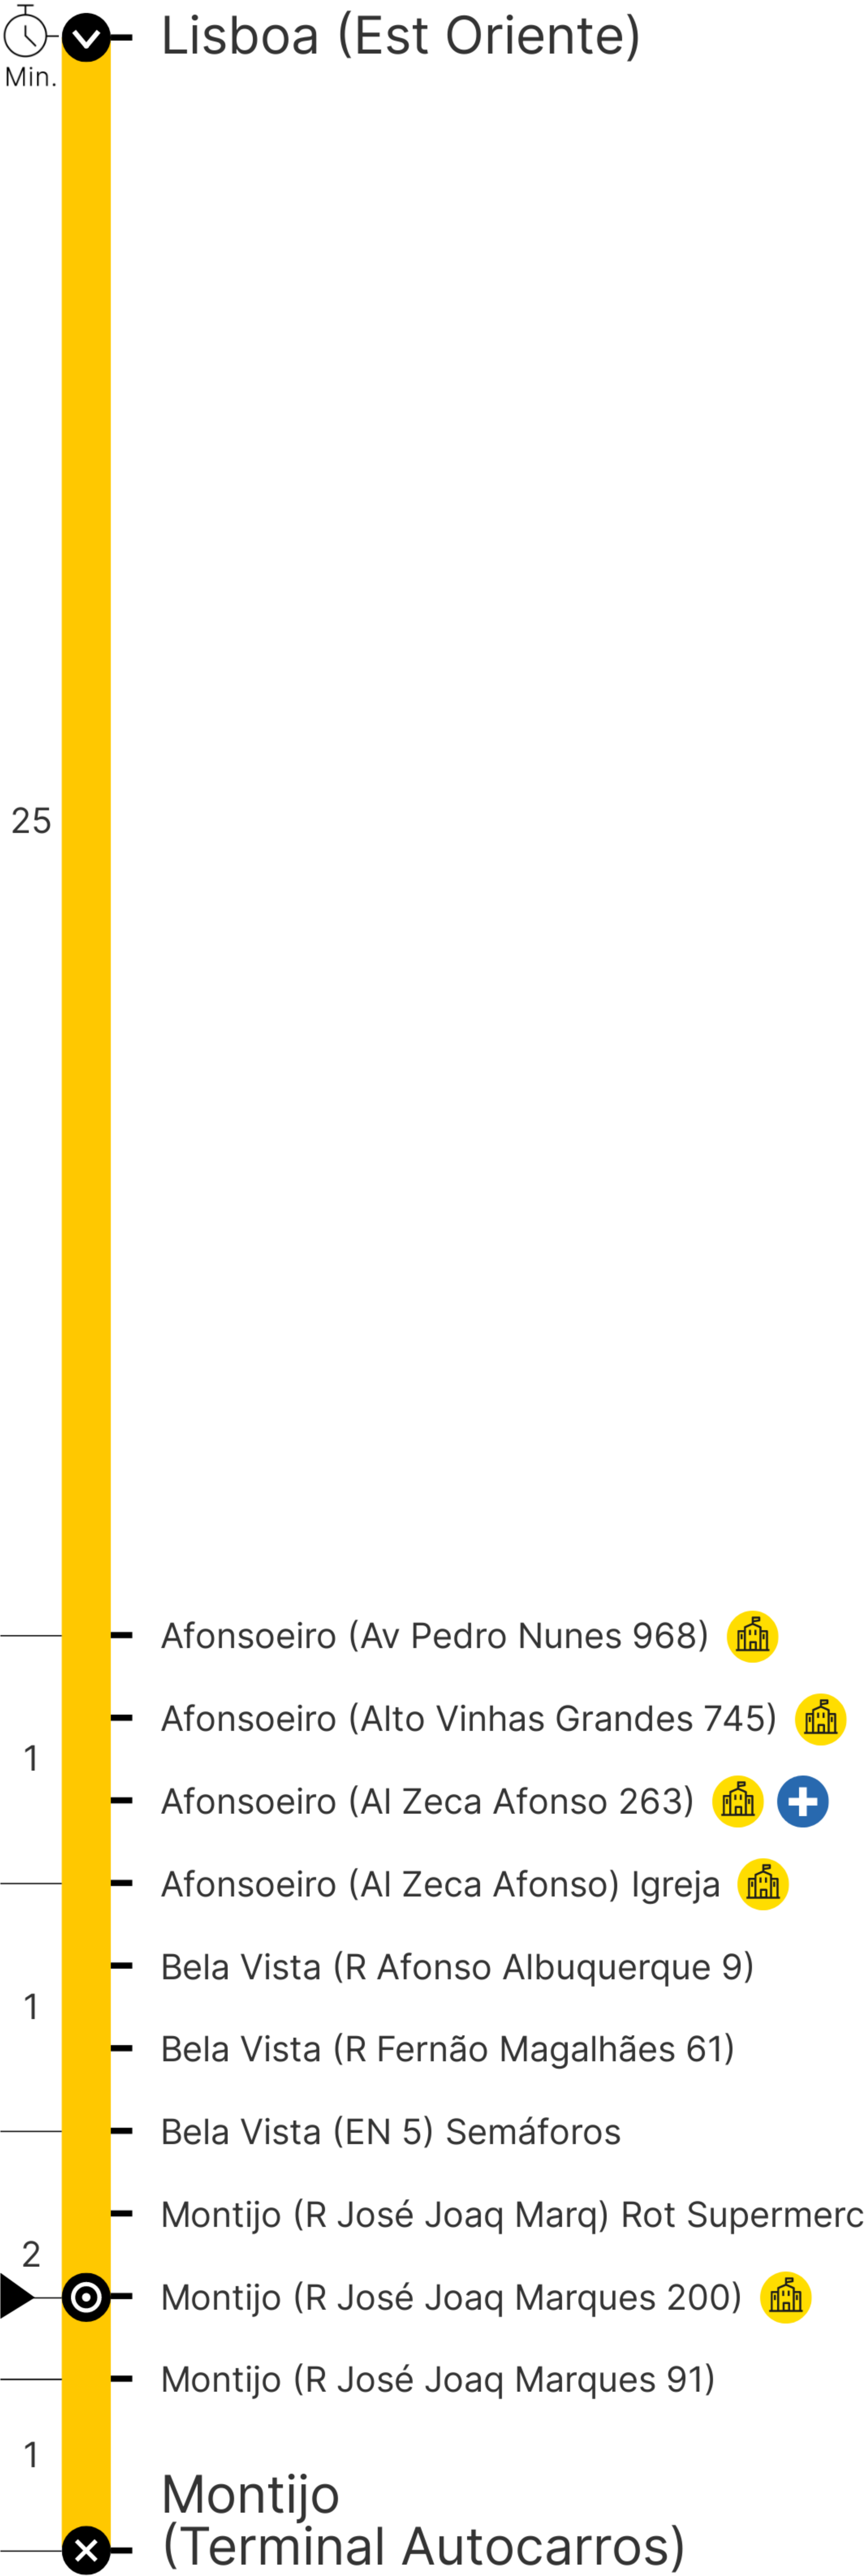 Lisboa (Est Oriente)
Min.
25
Afonsoeiro (Av Pedro Nunes 968)
Afonsoeiro (Alto Vinhas Grandes 745)
1
Afonsoeiro (Al Zeca Afonso 263)
Afonsoeiro (Al Zeca Afonso) Igreja
Bela Vista (R Afonso Albuquerque 9)
1
Bela Vista (R Fernão Magalhães 61)
Bela Vista (EN 5) Semáforos
Montijo (R José Joaq Marq) Rot Supermerc
2
Montijo (R José Joaq Marques 200)
Montijo (R José Joaq Marques 91)
1
Montijo
(Terminal Autocarros)